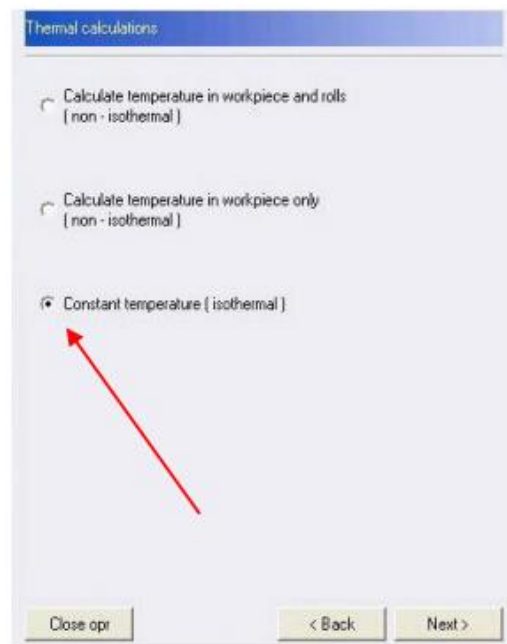 Thermal calculations
Calculate temperature in workpiece and rolls
( non - isothermal )
Calculate temperature in workpiece only
( non - isothermal )
Constant temperature ( isothermal )
Close opr
< Back
Next >